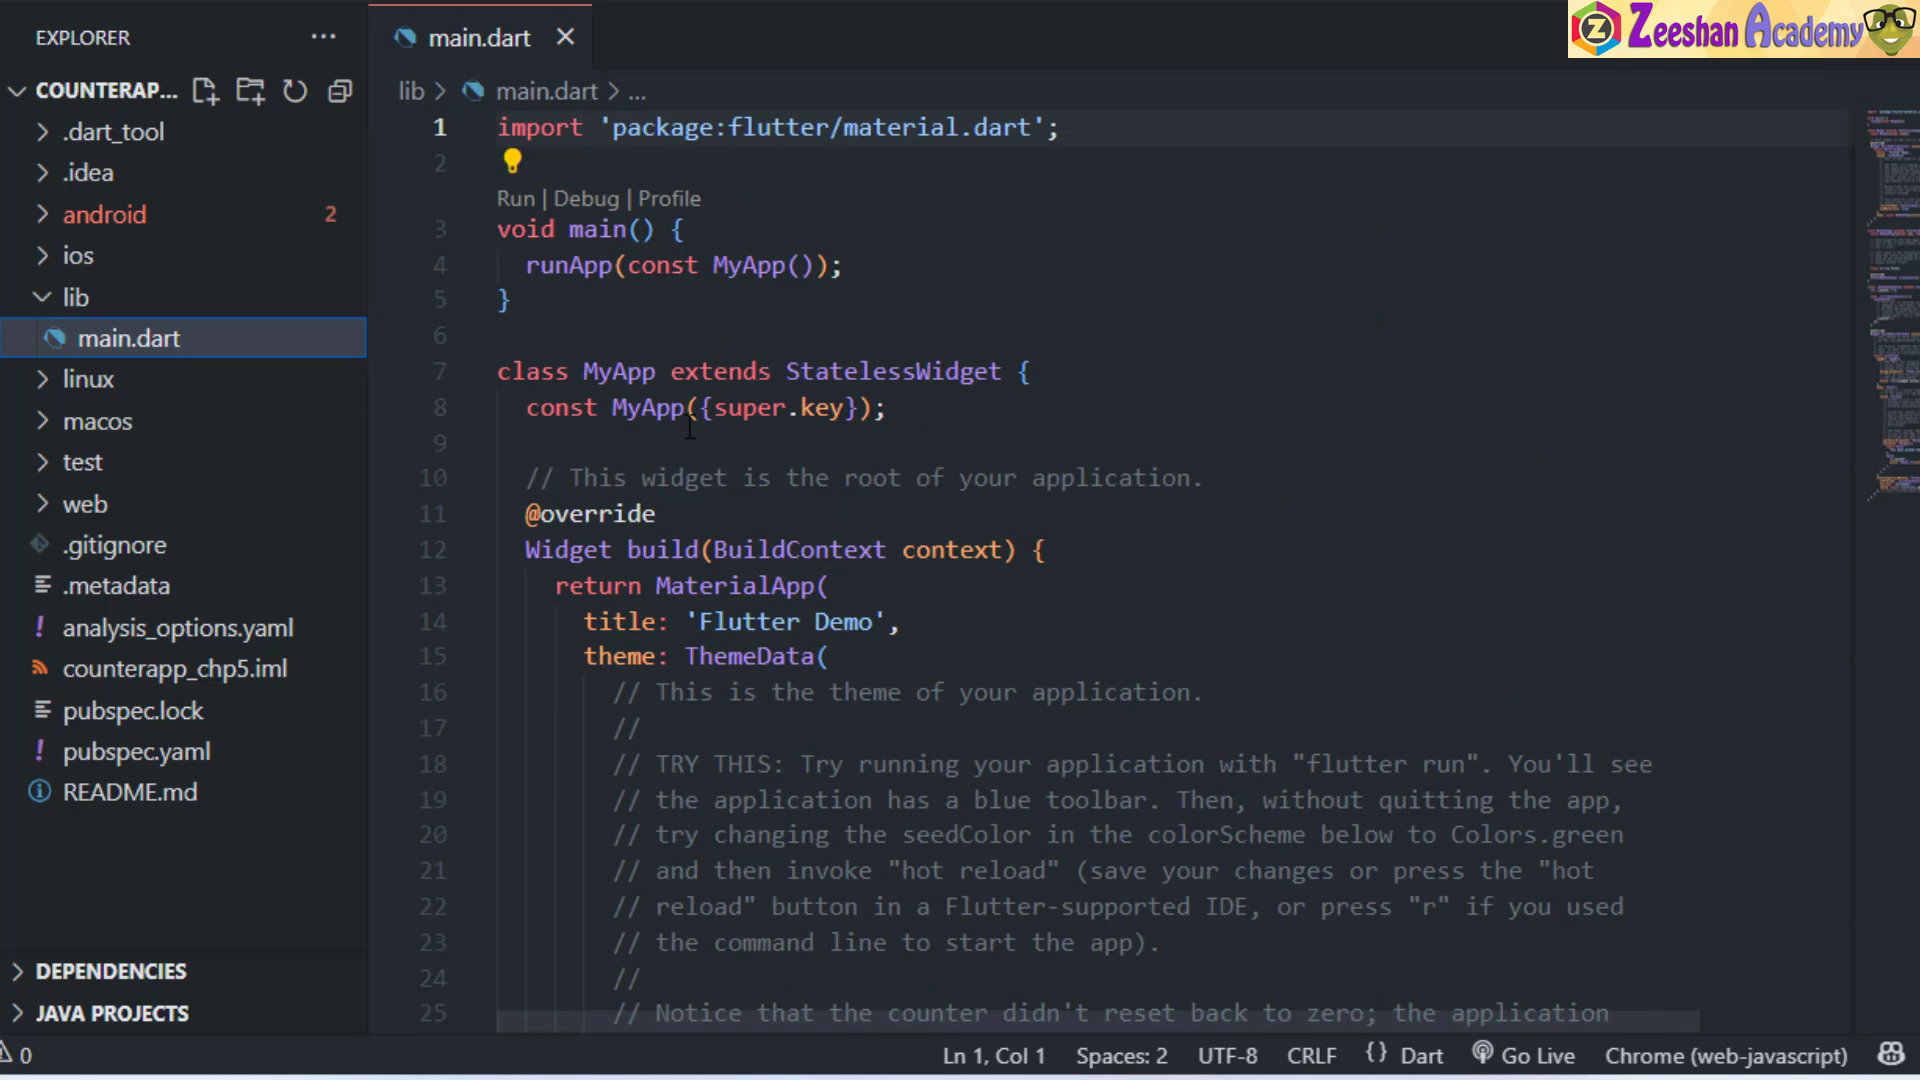 EXPLORER ...
COUNTERAP...
.dart_tool
.idea
android 2
ios
lib
main.dart
linux
macos
test
web
.gitignore
.metadata
analysis_options.yaml
counterapp_chp5.iml
pubspec.lock
pubspec.yaml
README.md
DEPENDENCIES
JAVA PROJECTS
main.dart
Zeeshan Academy
lib > main.dart > ...
1 import 'package:flutter/material.dart';
2
Run | Debug | Profile
3 void main() {
4 runApp(const MyApp());
5 }
6
7 class MyApp extends StatelessWidget {
8 const MyApp({super.key});
9
10 // This widget is the root of your application.
11 @override
12 Widget build(BuildContext context) {
13 return MaterialApp(
14 title: 'Flutter Demo',
15 theme: ThemeData(
16 // This is the theme of your application.
17 //
18 // TRY THIS: Try running your application with "flutter run". You'll see
19 // the application has a blue toolbar. Then, without quitting the app,
20 // try changing the seedColor in the colorScheme below to Colors.green
21 // and then invoke "hot reload" (save your changes or press the "hot
22 // reload" button in a Flutter-supported IDE, or press "r" if you used
23 // the command line to start the app).
24 //
25 // Notice that the counter didn't reset back to zero; the application
0 Ln 1, Col 1 Spaces: 2 UTF-8 CRLF {} Dart Go Live Chrome (web-javascript)